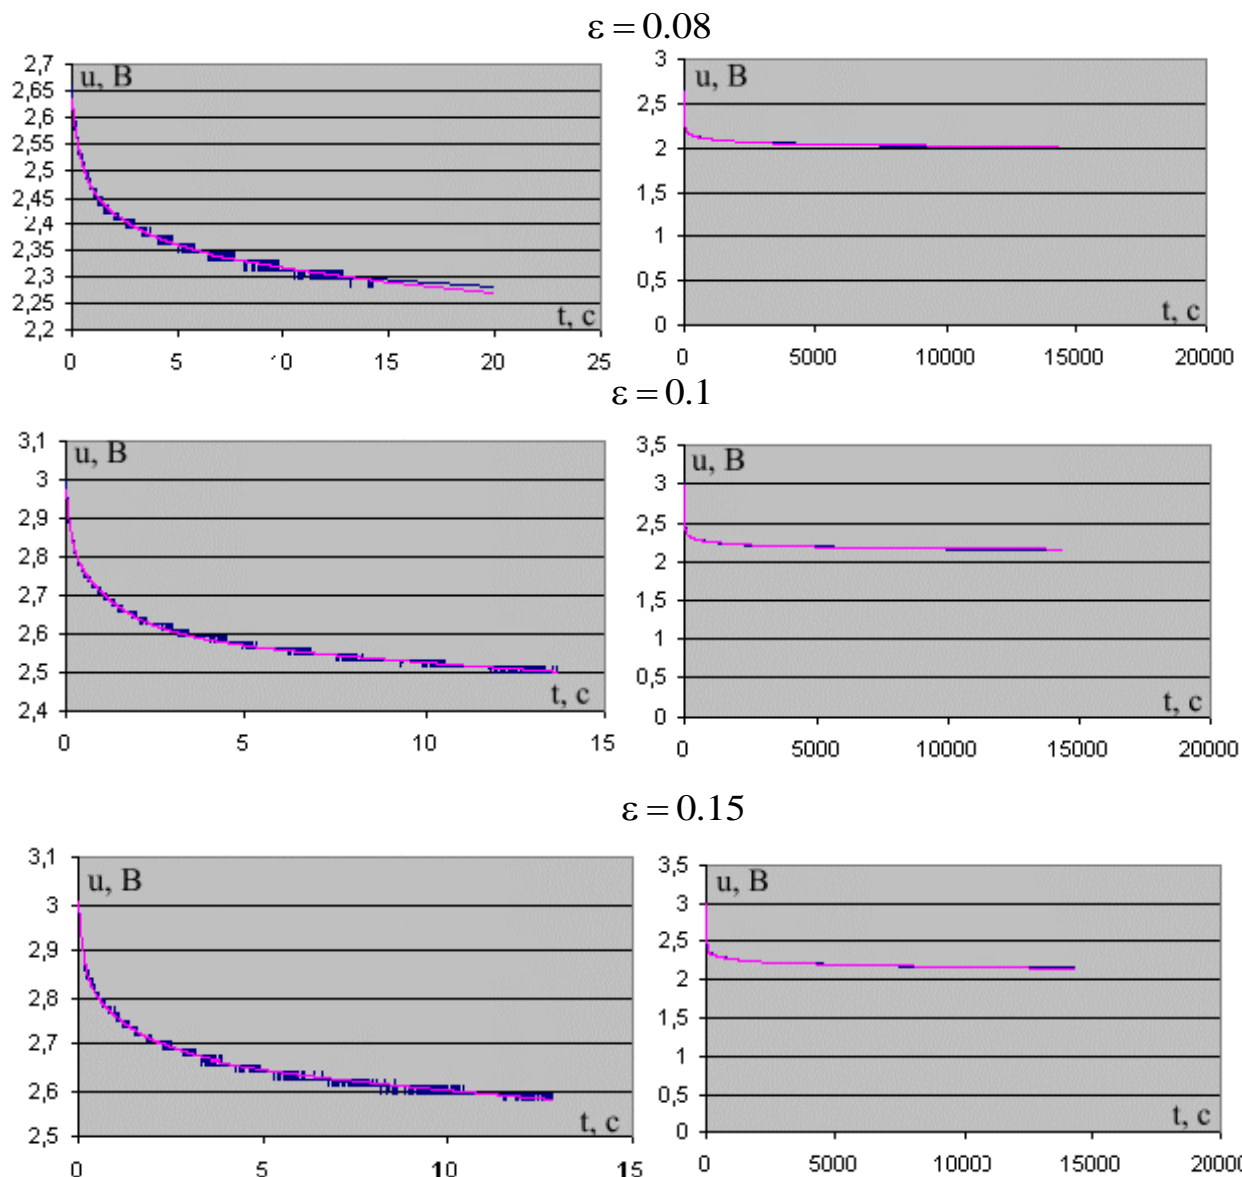 ε = 0.08
2,7
2,65
2,6
2,55
2,5
2,45
2,4
2,35
2,3
2,25
2,2
u, B
t, c
0 5 10 15 20 25
3
2,5
2
1,5
1
0,5
0
u, B
t, c
0 5000 10000 15000 20000
ε = 0.1
3,1
3
2,9
2,8
2,7
2,6
2,5
2,4
u, B
t, c
0 5 10 15
3,5
3
2,5
2
1,5
1
0,5
0
u, B
t, c
0 5000 10000 15000 20000
ε = 0.15
3,1
3
2,9
2,8
2,7
2,6
2,5
u, B
t, c
0 5 10 15
3,5
3
2,5
2
1,5
1
0,5
0
u, B
t, c
0 5000 10000 15000 2000